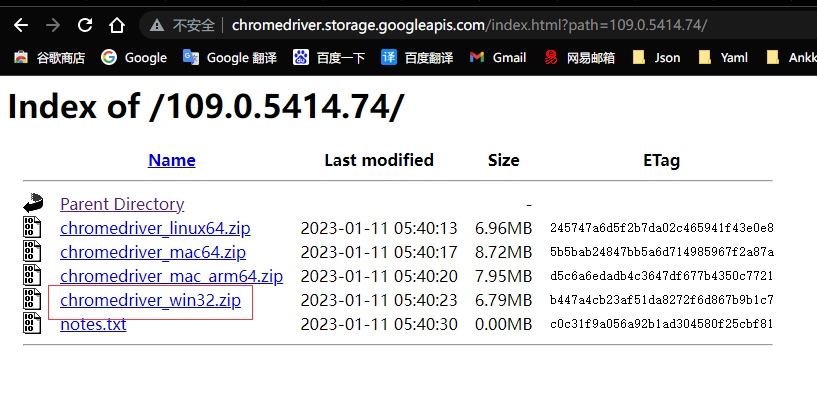 不安全 chromedriver.storage.googleapis.com/index.html?path=109.0.5414.74/
谷歌商店 Google Google 翻译 百度一下 译 百度翻译 Gmail 网易邮箱 Json Yaml Ankk
Index of /109.0.5414.74/
Name Last modified Size ETag
Parent Directory -
chromedriver_linux64.zip 2023-01-11 05:40:13 6.96MB 245747a6d5f2b7da02c465941f43e0e8
chromedriver_mac64.zip 2023-01-11 05:40:17 8.72MB 5b5bab24847bb5a6d714985967f2a87a
chromedriver_mac_arm64.zip 2023-01-11 05:40:20 7.95MB d5c6a6edadb4c3647df677b4350c7721
chromedriver_win32.zip 2023-01-11 05:40:23 6.79MB b447a4cb23af51da8272f6d867b9b1c7
notes.txt 2023-01-11 05:40:30 0.00MB c0c31f9a056a92b1ad304580f25cbf81